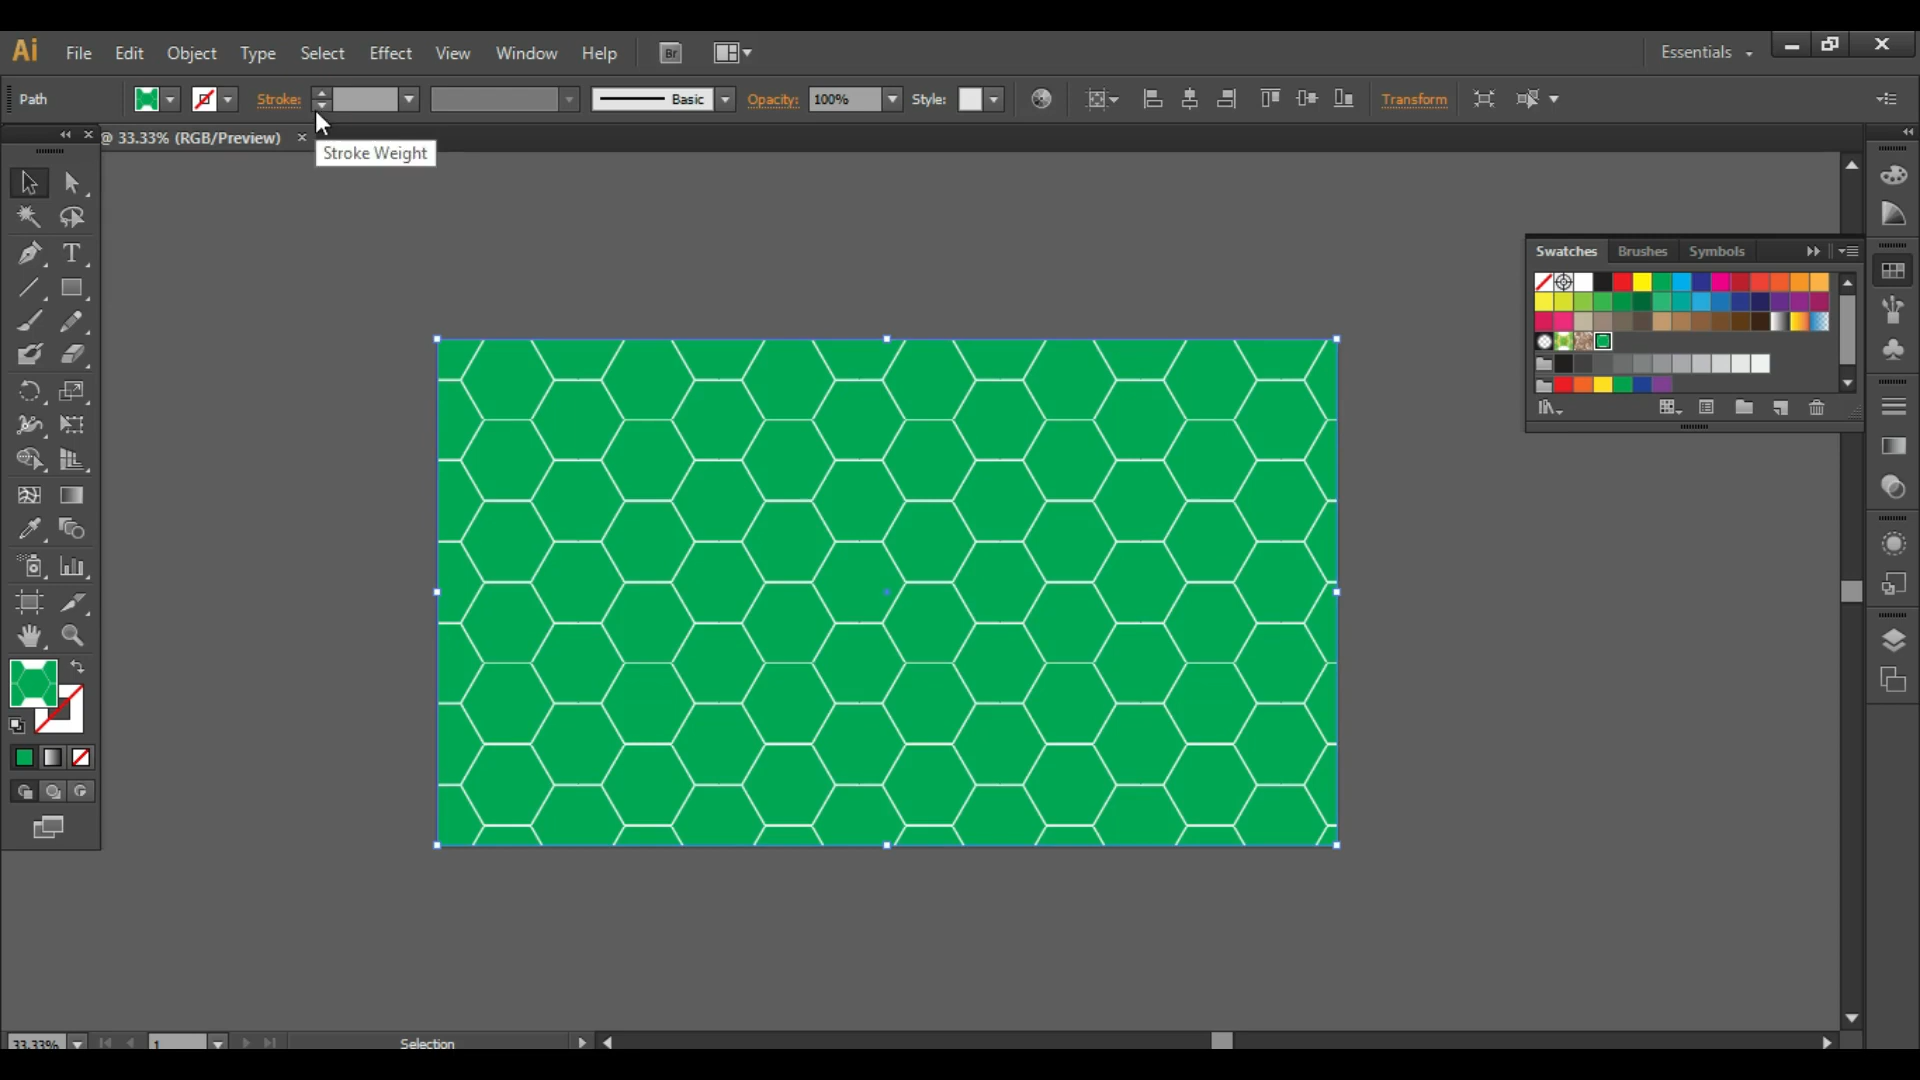 Ai File Edit Object Type Select Effect View Window Help Br Essentials
Path Stroke: Basic Opacity: 100% Style: Transform
@ 33.33% (RGB/Preview) ×
Stroke Weight
Swatches Brushes Symbols
T
33.33% 1 Selection